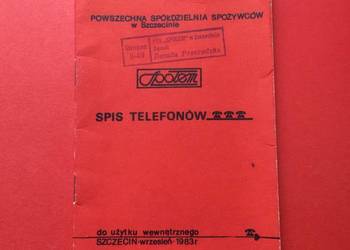 POWSZECHNA SPÓŁDZIELNIA SPOŻYWCÓW
w Szczecinie
Społem
SPIS TELEFONÓW
do użytku wewnętrznego
SZCZECIN-wrzesień-1983r